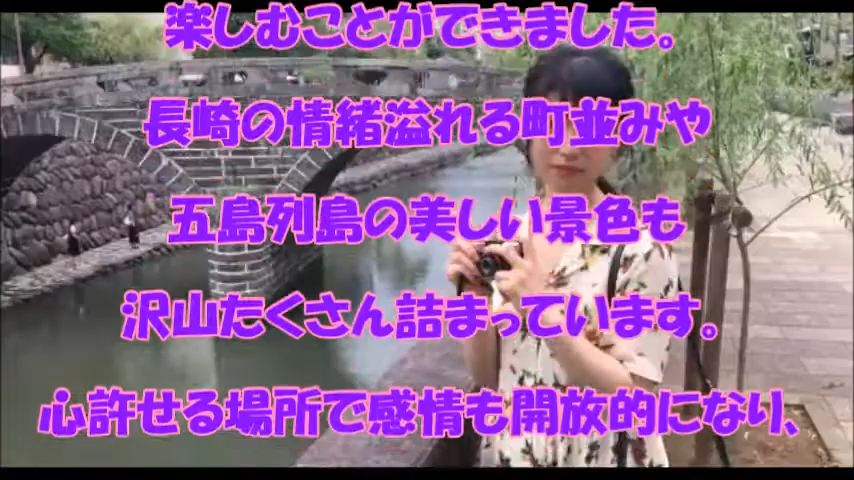 楽しむことができました。
長崎の情緒溢れる町並みや
五島列島の美しい景色も
沢山たくさん詰まっています。
心許せる場所で感情も開放的になり、